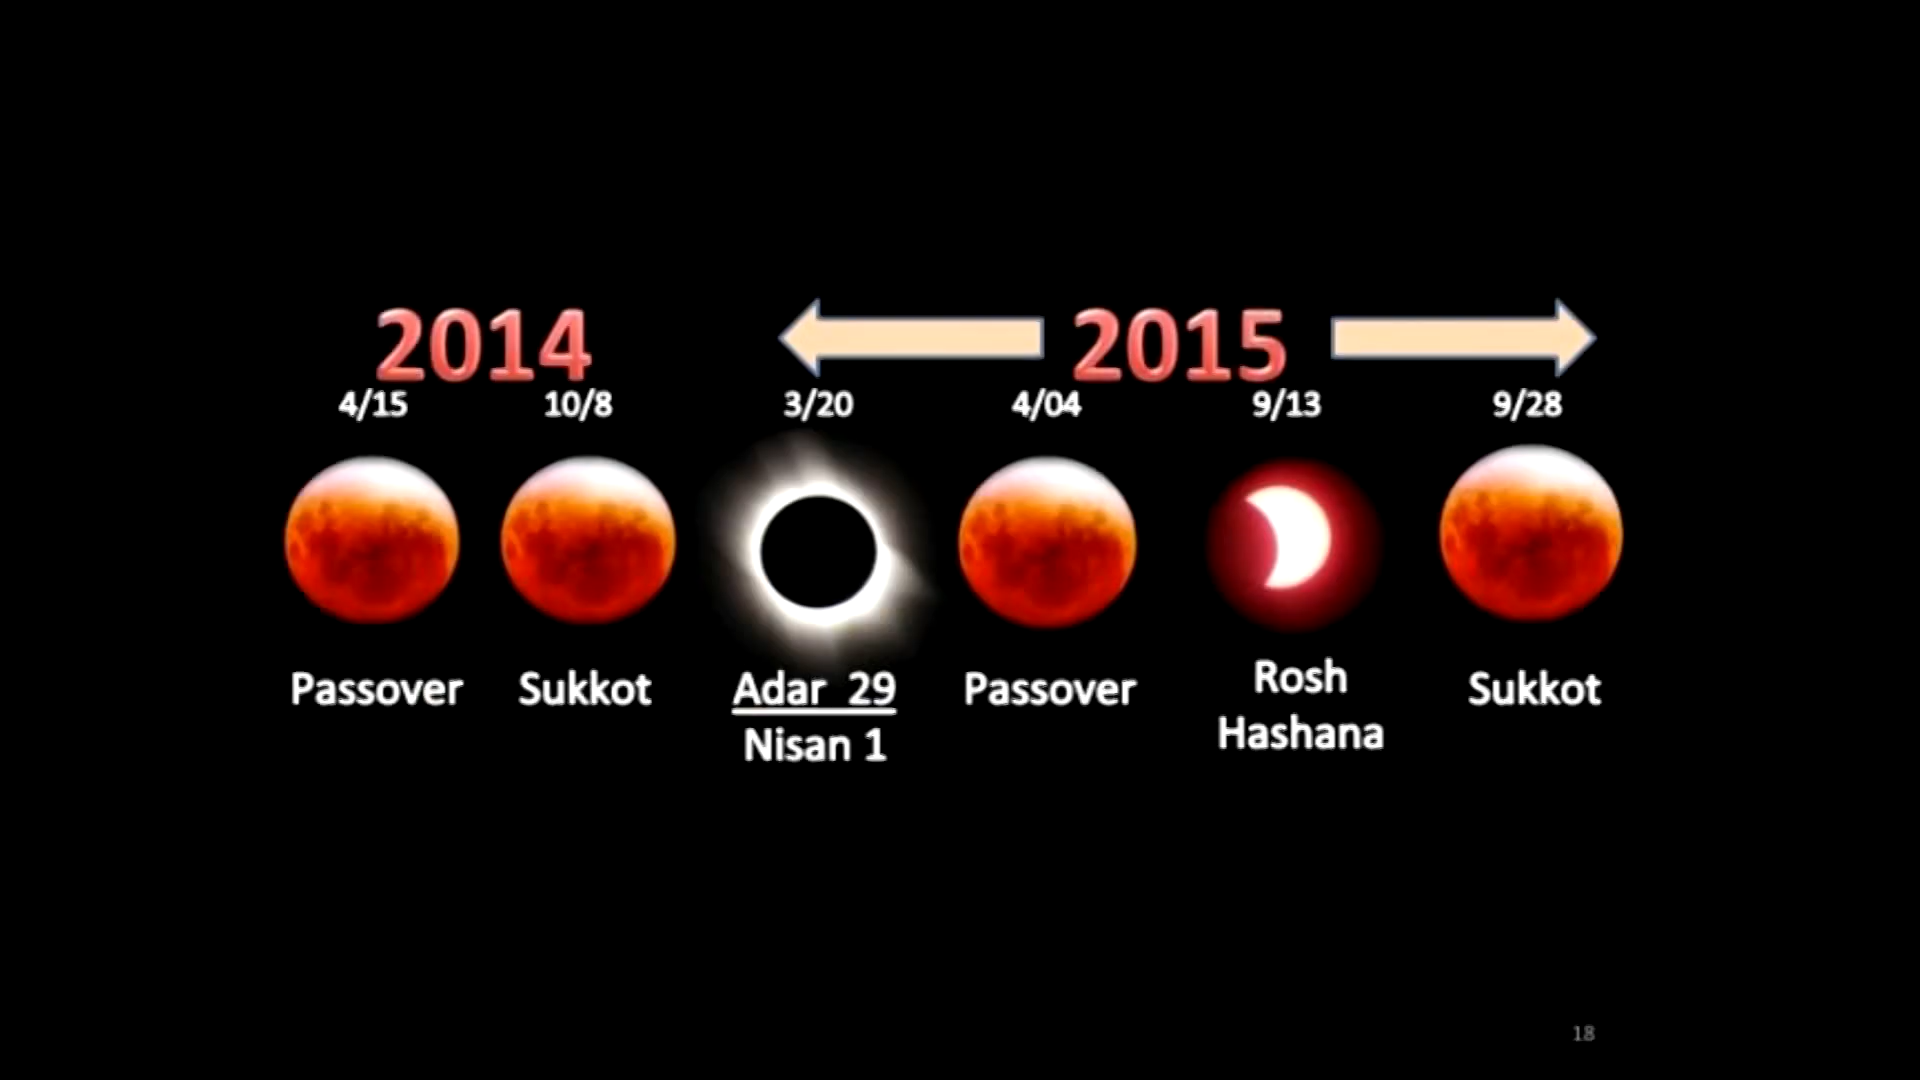 2014
2015
4/15
10/8
3/20
4/04
9/13
9/28
Passover
Sukkot
Adar 29
Nisan 1
Passover
Rosh
Hashana
Sukkot
18